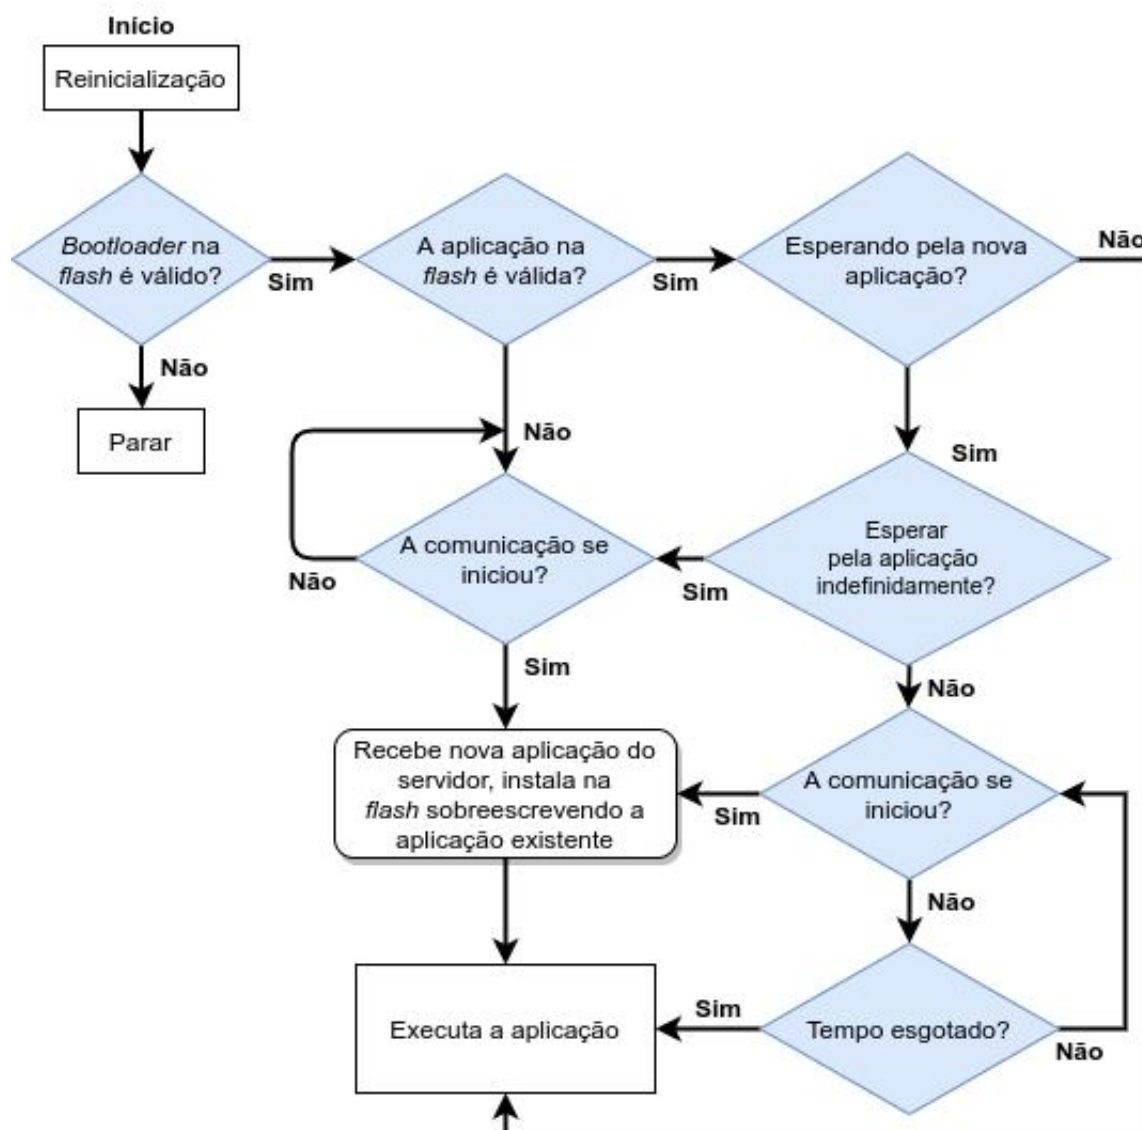 Início
Reinicialização
Bootloader na
flash é válido?
Sim
Não
Parar
A aplicação na
flash é válida?
Sim
Não
Esperando pela nova
aplicação?
Não
Sim
Esperar
pela aplicação
indefinidamente?
Sim
Não
A comunicação se
iniciou?
Não
Sim
Recebe nova aplicação do
servidor, instala na
flash sobreescrevendo a
aplicação existente
A comunicação se
iniciou?
Sim
Não
Tempo esgotado?
Sim
Não
Executa a aplicação